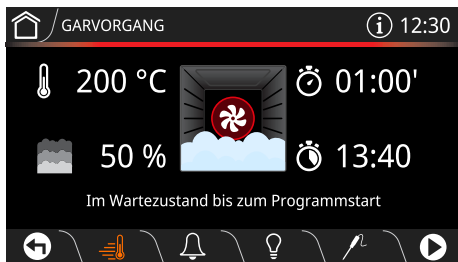 GARVORGANG
12:30
200 °C
01:00'
50 %
13:40
Im Wartezustand bis zum Programmstart